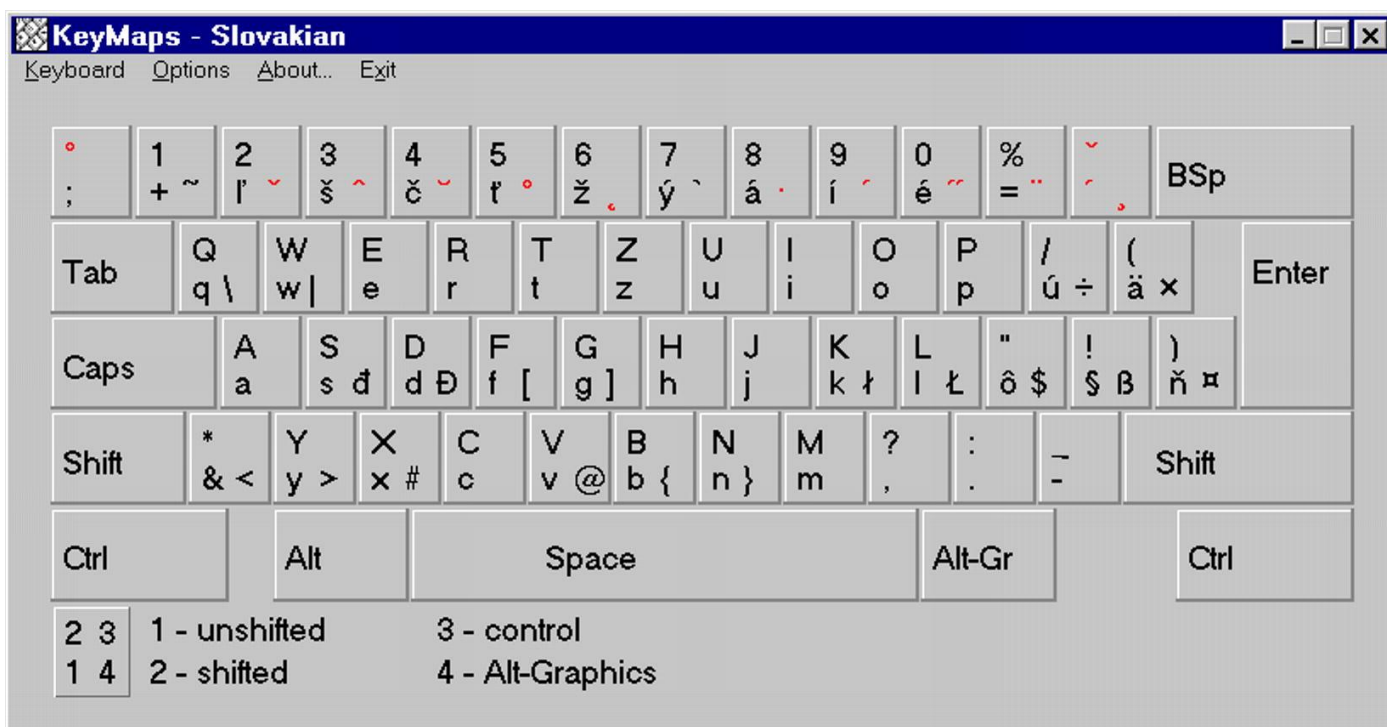 KeyMaps - Slovakian
Keyboard Options About... Exit
° 1 2 3 4 5 6 7 8 9 0 % ˇ BSp
; + ~ ľ ˇ š ^ č ˘ ť ° ž ˛ ý ` á ˙ í ´ é ˝ = ¨ ´ ¸
Tab Q W E R T Z U I O P / ( Enter
q \ w | e r t z u i o p ú ÷ ä ×
Caps A S D F G H J K L " ! )
a s đ d Đ f [ g ] h j k ł l Ł ô $ § ß ň ¤
Shift * Y X C V B N M ? : _ Shift
& < y > x # c v @ b { n } m , . -
Ctrl Alt Space Alt-Gr Ctrl
2 3 1 - unshifted 3 - control
1 4 2 - shifted 4 - Alt-Graphics